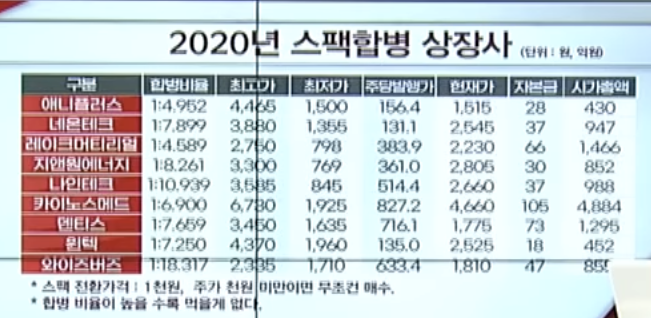 2020년 스팩합병 상장사 (단위 : 원, 억원)
구분 합병비율 최고가 최저가 주당발행가 현재가 자본금 시가총액
애니플러스 1:4.952 4,465 1,500 156.4 1,515 28 430
네온테크 1:7.899 3,880 1,355 131.1 2,545 37 947
레이크머티리얼 1:4.589 2,750 798 383.9 2,230 66 1,466
지앤원에너지 1:8.261 3,300 769 361.0 2,805 30 852
나인테크 1:10.939 3,585 845 514.4 2,660 37 988
카이노스메드 1:6.900 6,730 1,925 827.2 4,660 105 4,884
덴티스 1:7.659 3,450 1,635 716.1 1,775 73 1,295
윈텍 1:7.250 4,370 1,960 135.0 2,525 18 452
와이즈버즈 1:18.317 2,335 1,710 633.4 1,810 47 855
* 스팩 전환가격 : 1천원, 주가 천원 미만이면 무조건 매수.
* 합병 비율이 높을 수록 먹을게 없다.